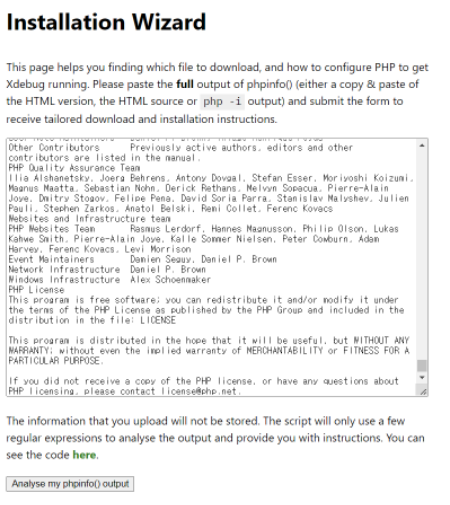 Installation Wizard
This page helps you finding which file to download, and how to configure PHP to get
Xdebug running. Please paste the full output of phpinfo() (either a copy & paste of
the HTML version, the HTML source or php -i output) and submit the form to
receive tailored download and installation instructions.
Other Contributors Previously active authors, editors and other
contributors are listed in the manual.
PHP Quality Assurance Team
Ilia Alshanetsky, Joerg Behrens, Antony Dovgal, Stefan Esser, Moriyoshi Koizumi,
Magnus Maatta, Sebastian Nohn, Derick Rethans, Melvyn Sopacua, Pierre-Alain
Joye, Dmitry Stogov, Felipe Pena, David Soria Parra, Stanislav Malyshev, Julien
Pauli, Stephen Zarkos, Anatol Belski, Remi Collet, Ferenc Kovacs
Websites and Infrastructure team
PHP Websites Team Rasmus Lerdorf, Hannes Magnusson, Philip Olson, Lukas
Kahwe Smith, Pierre-Alain Joye, Kalle Sommer Nielsen, Peter Cowburn, Adam
Harvey, Ferenc Kovacs, Levi Morrison
Event Maintainers Damien Seguy, Daniel P. Brown
Network Infrastructure Daniel P. Brown
Windows Infrastructure Alex Schoenmaker
PHP License
This program is free software; you can redistribute it and/or modify it under
the terms of the PHP License as published by the PHP Group and included in the
distribution in the file: LICENSE
This program is distributed in the hope that it will be useful, but WITHOUT ANY
WARRANTY; without even the implied warranty of MERCHANTABILITY or FITNESS FOR A
PARTICULAR PURPOSE.
If you did not receive a copy of the PHP license, or have any questions about
PHP licensing, please contact license@php.net.
The information that you upload will not be stored. The script will only use a few
regular expressions to analyse the output and provide you with instructions. You can
see the code here.
Analyse my phpinfo() output